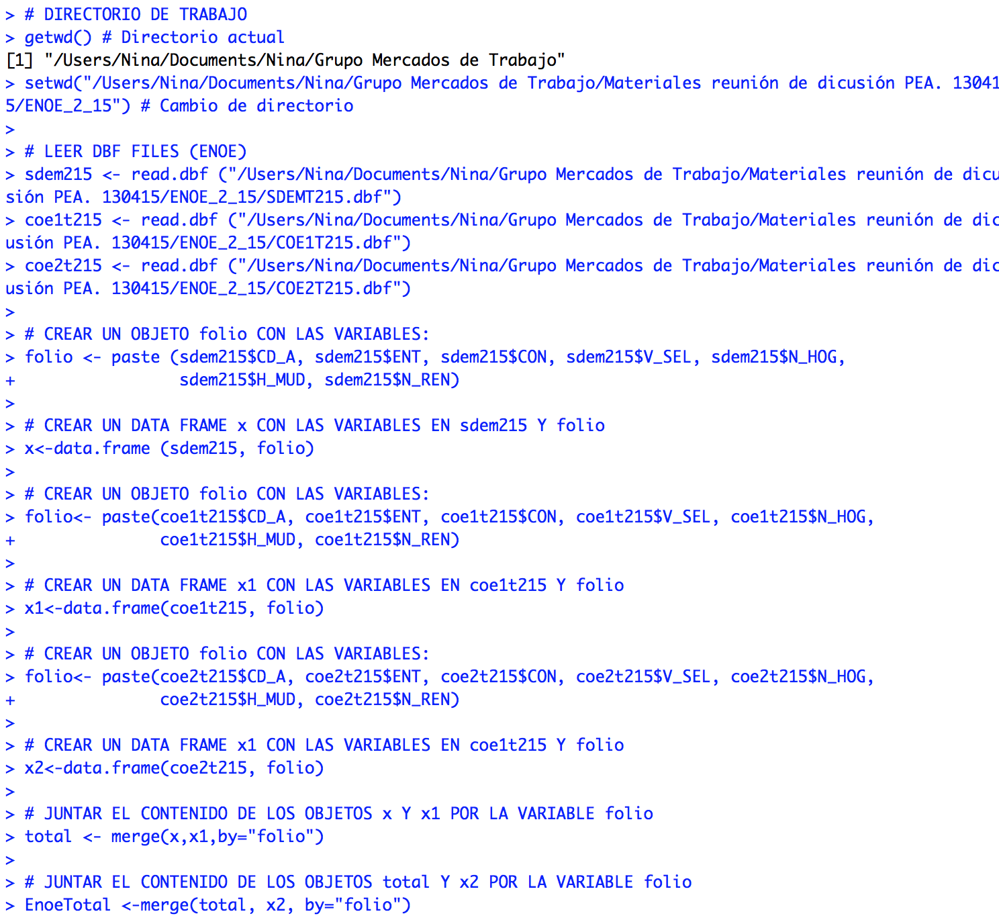 > # DIRECTORIO DE TRABAJO
> getwd() # Directorio actual
[1] "/Users/Nina/Documents/Nina/Grupo Mercados de Trabajo"
> setwd("/Users/Nina/Documents/Nina/Grupo Mercados de Trabajo/Materiales reunión de dicusión PEA. 13041
5/ENOE_2_15") # Cambio de directorio
>
> # LEER DBF FILES (ENOE)
> sdem215 <- read.dbf ("/Users/Nina/Documents/Nina/Grupo Mercados de Trabajo/Materiales reunión de dicu
sión PEA. 130415/ENOE_2_15/SDEMT215.dbf")
> coe1t215 <- read.dbf ("/Users/Nina/Documents/Nina/Grupo Mercados de Trabajo/Materiales reunión de dic
usión PEA. 130415/ENOE_2_15/COE1T215.dbf")
> coe2t215 <- read.dbf ("/Users/Nina/Documents/Nina/Grupo Mercados de Trabajo/Materiales reunión de dic
usión PEA. 130415/ENOE_2_15/COE2T215.dbf")
>
> # CREAR UN OBJETO folio CON LAS VARIABLES:
> folio <- paste (sdem215$CD_A, sdem215$ENT, sdem215$CON, sdem215$V_SEL, sdem215$N_HOG,
+                 sdem215$H_MUD, sdem215$N_REN)
>
> # CREAR UN DATA FRAME x CON LAS VARIABLES EN sdem215 Y folio
> x<-data.frame (sdem215, folio)
>
> # CREAR UN OBJETO folio CON LAS VARIABLES:
> folio<- paste(coe1t215$CD_A, coe1t215$ENT, coe1t215$CON, coe1t215$V_SEL, coe1t215$N_HOG,
+               coe1t215$H_MUD, coe1t215$N_REN)
>
> # CREAR UN DATA FRAME x1 CON LAS VARIABLES EN coe1t215 Y folio
> x1<-data.frame(coe1t215, folio)
>
> # CREAR UN OBJETO folio CON LAS VARIABLES:
> folio<- paste(coe2t215$CD_A, coe2t215$ENT, coe2t215$CON, coe2t215$V_SEL, coe2t215$N_HOG,
+               coe2t215$H_MUD, coe2t215$N_REN)
>
> # CREAR UN DATA FRAME x1 CON LAS VARIABLES EN coe1t215 Y folio
> x2<-data.frame(coe2t215, folio)
>
> # JUNTAR EL CONTENIDO DE LOS OBJETOS x Y x1 POR LA VARIABLE folio
> total <- merge(x,x1,by="folio")
>
> # JUNTAR EL CONTENIDO DE LOS OBJETOS total Y x2 POR LA VARIABLE folio
> EnoeTotal <-merge(total, x2, by="folio")